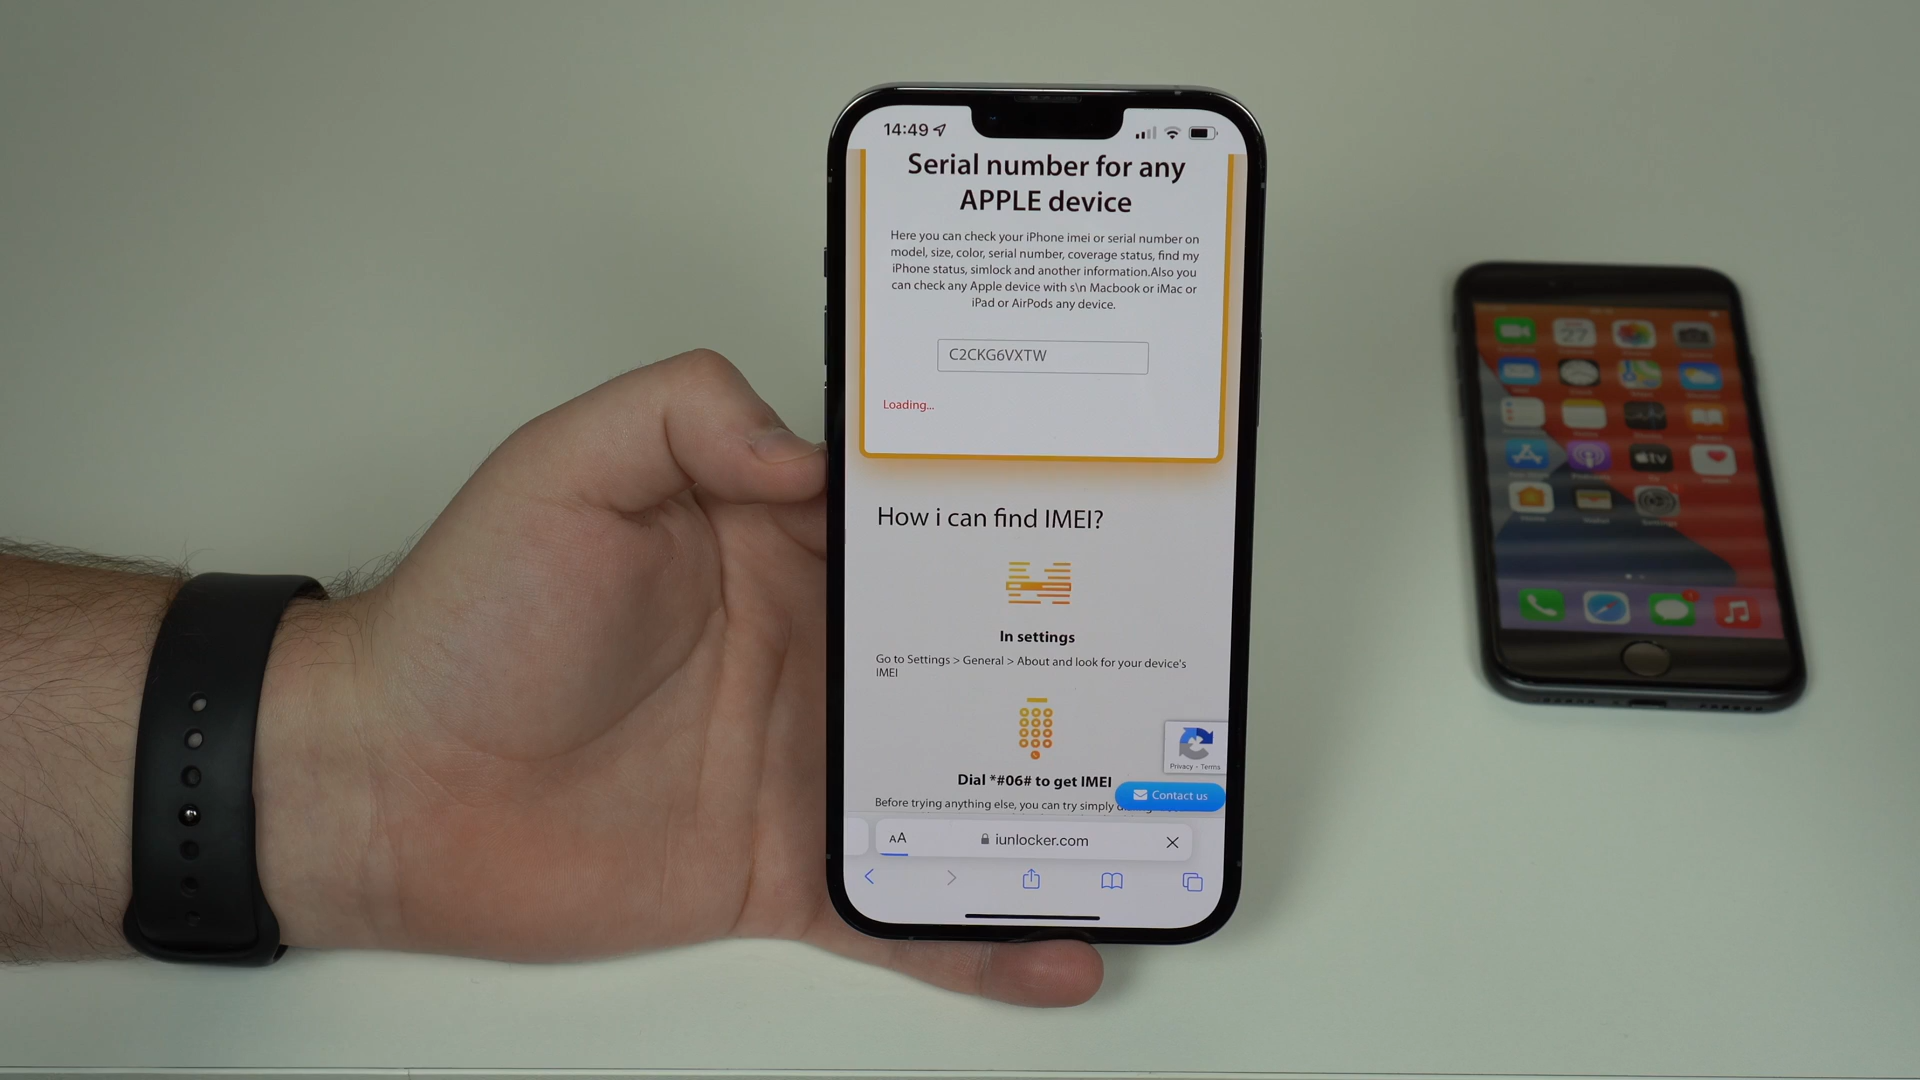 14:49
Serial number for any
APPLE device
Here you can check your iPhone imei or serial number on
model, size, color, serial number, coverage status, find my
iPhone status, simlock and another information.Also you
can check any Apple device with s\n Macbook or iMac or
iPad or AirPods any device.
C2CKG6VXTW
Loading...
How i can find IMEI?
In settings
Go to Settings > General > About and look for your device's
IMEI
Dial *#06# to get IMEI
Before trying anything else, you can try simply
Privacy - Terms
Contact us
AA
iunlocker.com
27
tv